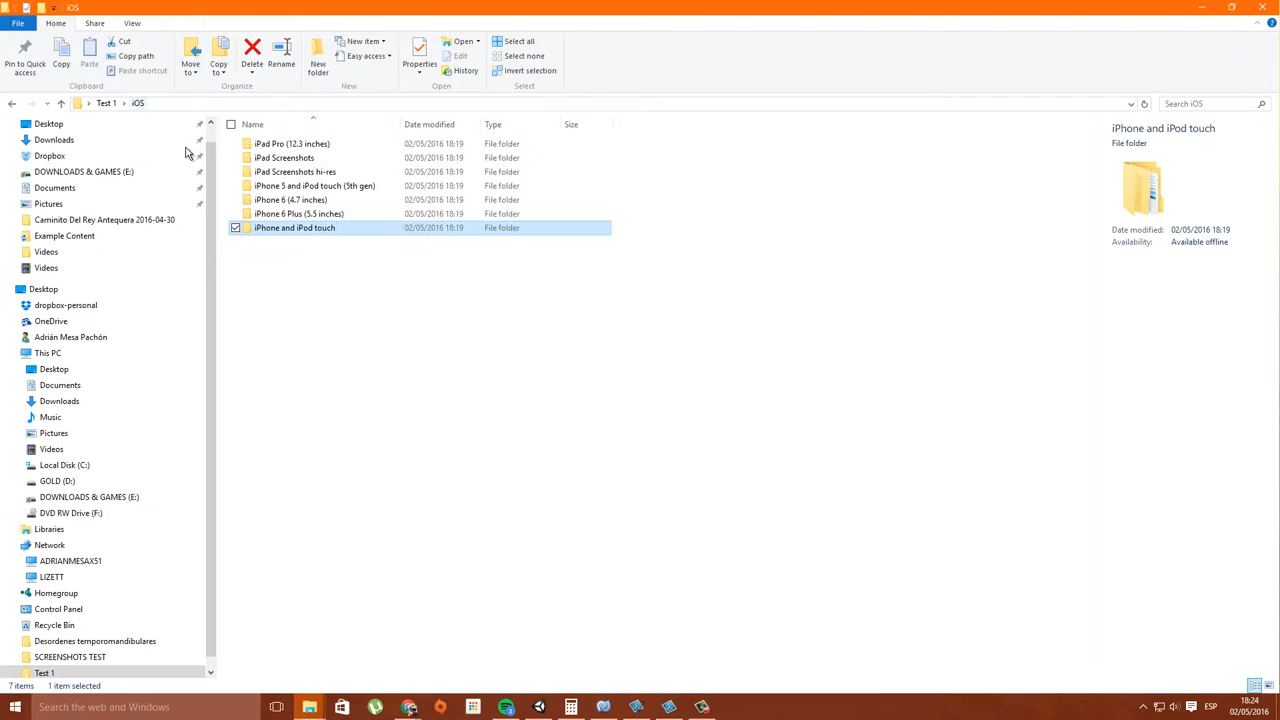 iOS
File Home Share View
Pin to Quick access
Copy
Paste
Cut
Copy path
Paste shortcut
Clipboard
Move to
Copy to
Delete
Rename
Organize
New folder
New item
Easy access
New
Properties
Open
Edit
History
Open
Select all
Select none
Invert selection
Select
Test 1 iOS
Search iOS
Desktop
Downloads
Dropbox
DOWNLOADS & GAMES (E:)
Documents
Pictures
Caminito Del Rey Antequera 2016-04-30
Example Content
Videos
Videos
Desktop
dropbox-personal
OneDrive
Adrián Mesa Pachón
This PC
Desktop
Documents
Downloads
Music
Pictures
Videos
Local Disk (C:)
GOLD (D:)
DOWNLOADS & GAMES (E:)
DVD RW Drive (F:)
Libraries
Network
ADRIANMESAX51
LIZETT
Homegroup
Control Panel
Recycle Bin
Desordenes temporomandibulares
SCREENSHOTS TEST
Test 1
Name Date modified Type Size
iPad Pro (12.3 inches) 02/05/2016 18:19 File folder
iPad Screenshots 02/05/2016 18:19 File folder
iPad Screenshots hi-res 02/05/2016 18:19 File folder
iPhone 5 and iPod touch (5th gen) 02/05/2016 18:19 File folder
iPhone 6 (4.7 inches) 02/05/2016 18:19 File folder
iPhone 6 Plus (5.5 inches) 02/05/2016 18:19 File folder
iPhone and iPod touch 02/05/2016 18:19 File folder
iPhone and iPod touch
File folder
Date modified: 02/05/2016 18:19
Availability: Available offline
7 items 1 item selected
Search the web and Windows
ESP
18:24
02/05/2016